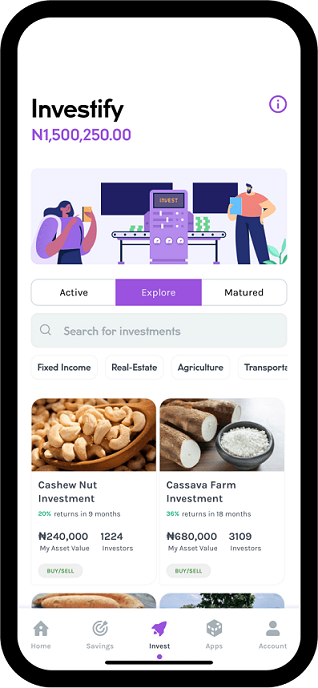 Investify
₦1,500,250.00
INVEST
Active Explore Matured
Search for investments
Fixed Income Real-Estate Agriculture Transporta
Cashew Nut Investment
20% returns in 9 months
₦240,000 1224
My Asset Value Investors
BUY/SELL
Cassava Farm Investment
36% returns in 18 months
₦680,000 3109
My Asset Value Investors
BUY/SELL
Home Savings Invest Apps Account